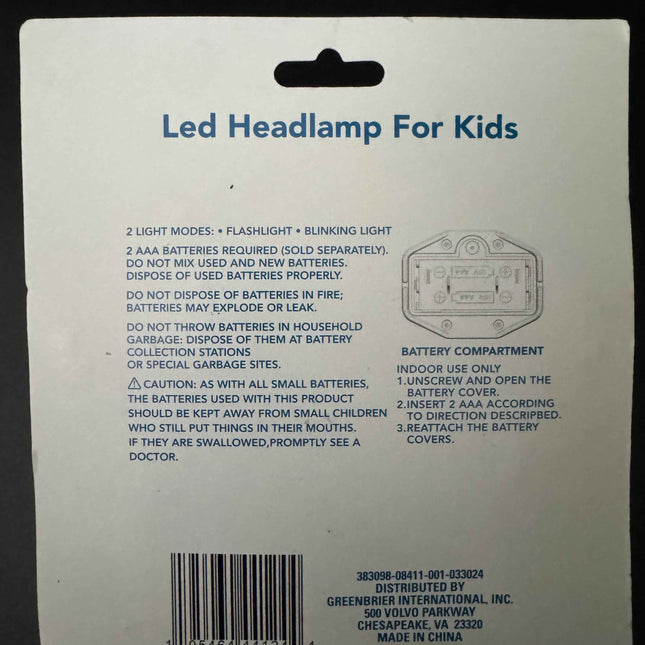 Led Headlamp For Kids
2 LIGHT MODES: • FLASHLIGHT • BLINKING LIGHT
2 AAA BATTERIES REQUIRED (SOLD SEPARATELY).
DO NOT MIX USED AND NEW BATTERIES.
DISPOSE OF USED BATTERIES PROPERLY.
DO NOT DISPOSE OF BATTERIES IN FIRE;
BATTERIES MAY EXPLODE OR LEAK.
DO NOT THROW BATTERIES IN HOUSEHOLD
GARBAGE: DISPOSE OF THEM AT BATTERY
COLLECTION STATIONS
OR SPECIAL GARBAGE SITES.
⚠ CAUTION: AS WITH ALL SMALL BATTERIES,
THE BATTERIES USED WITH THIS PRODUCT
SHOULD BE KEPT AWAY FROM SMALL CHILDREN
WHO STILL PUT THINGS IN THEIR MOUTHS.
IF THEY ARE SWALLOWED,PROMPTLY SEE A
DOCTOR.
BATTERY COMPARTMENT
INDOOR USE ONLY
1.UNSCREW AND OPEN THE
BATTERY COVER.
2.INSERT 2 AAA ACCORDING
TO DIRECTION DESCRIPBED.
3.REATTACH THE BATTERY
COVERS.
383098-08411-001-033024
DISTRIBUTED BY
GREENBRIER INTERNATIONAL, INC.
500 VOLVO PARKWAY
CHESAPEAKE, VA 23320
MADE IN CHINA